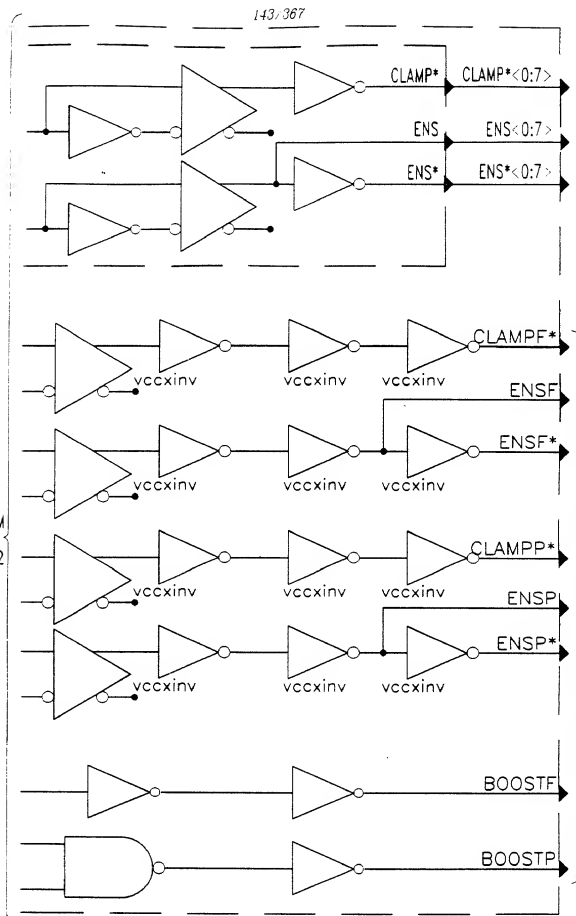 143/367
CLAMP* CLAMP*<0:7>
ENS ENS<0:7>
ENS* ENS*<0:7>
CLAMPF*
vccxinv vccxinv vccxinv
ENSF
ENSF*
vccxinv vccxinv vccxinv
M
2
CLAMPP*
vccxinv vccxinv vccxinv
ENSP
ENSP*
vccxinv vccxinv vccxinv
BOOSTF
BOOSTP